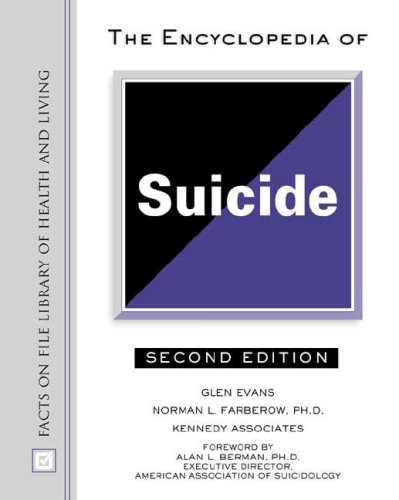 FACTS ON FILE LIBRARY OF HEALTH AND LIVING
THE ENCYCLOPEDIA OF
Suicide
SECOND EDITION
GLEN EVANS
NORMAN L. FARBEROW, PH.D.
KENNEDY ASSOCIATES
FOREWORD BY
ALAN L. BERMAN, PH.D.
EXECUTIVE DIRECTOR,
AMERICAN ASSOCIATION OF SUICIDOLOGY